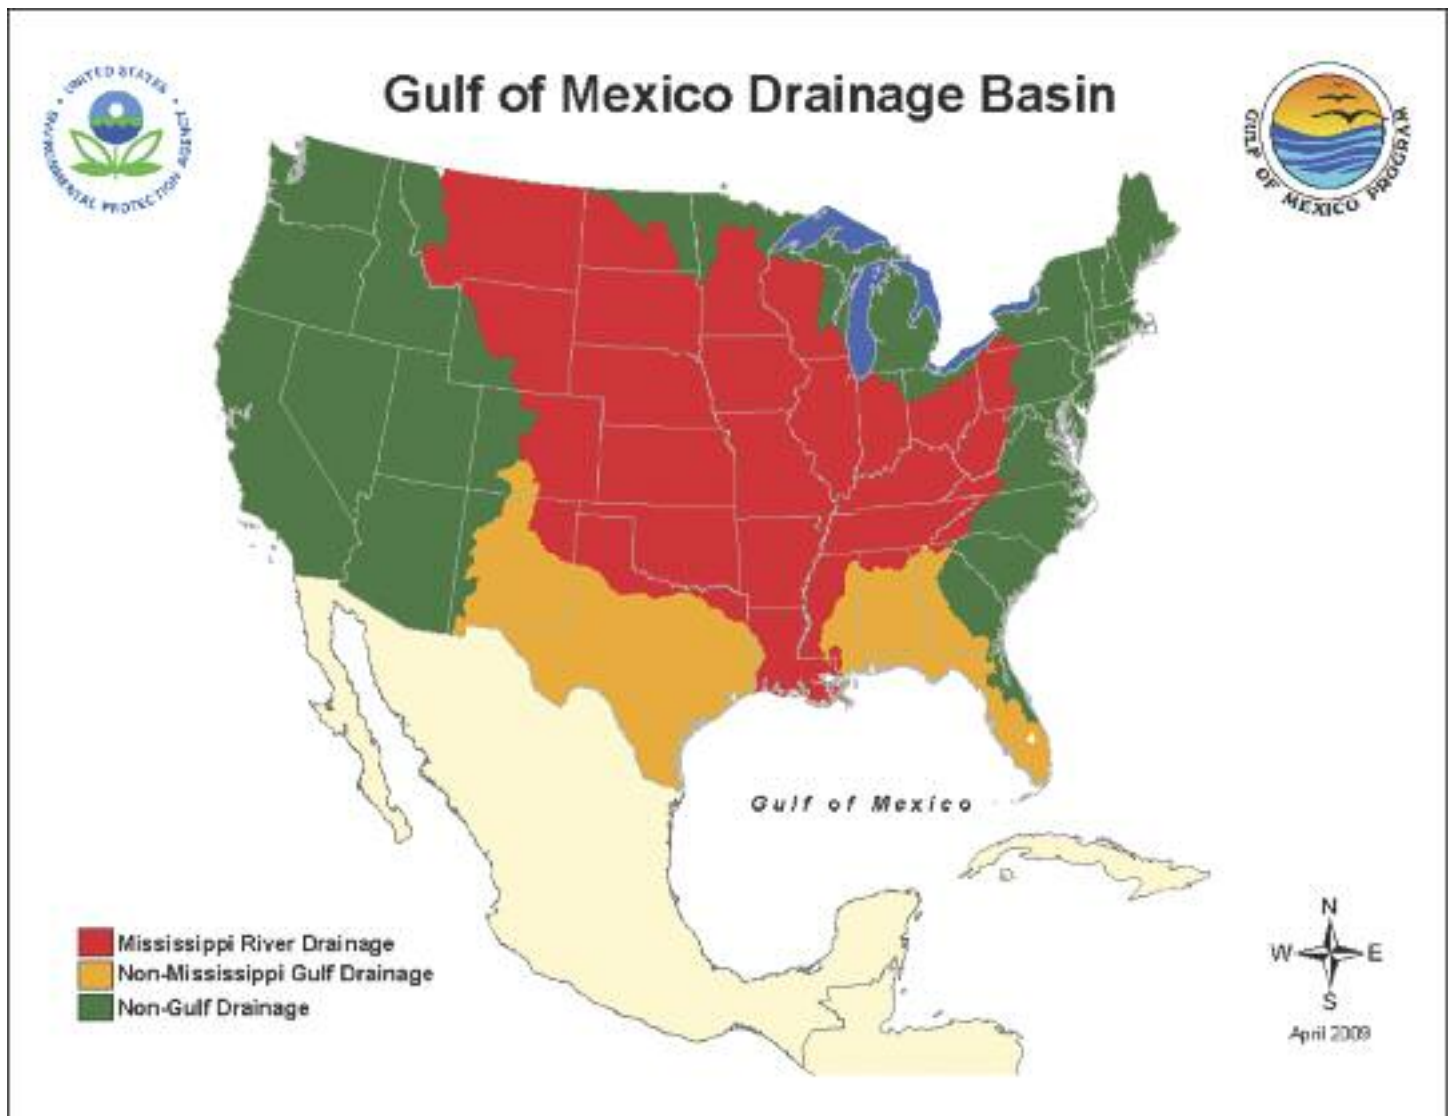 Gulf of Mexico Drainage Basin
UNITED STATES
ENVIRONMENTAL PROTECTION AGENCY
GULF OF MEXICO PROGRAM
Gulf of Mexico
Mississippi River Drainage
Non-Mississippi Gulf Drainage
Non-Gulf Drainage
N
W E
S
April 2009